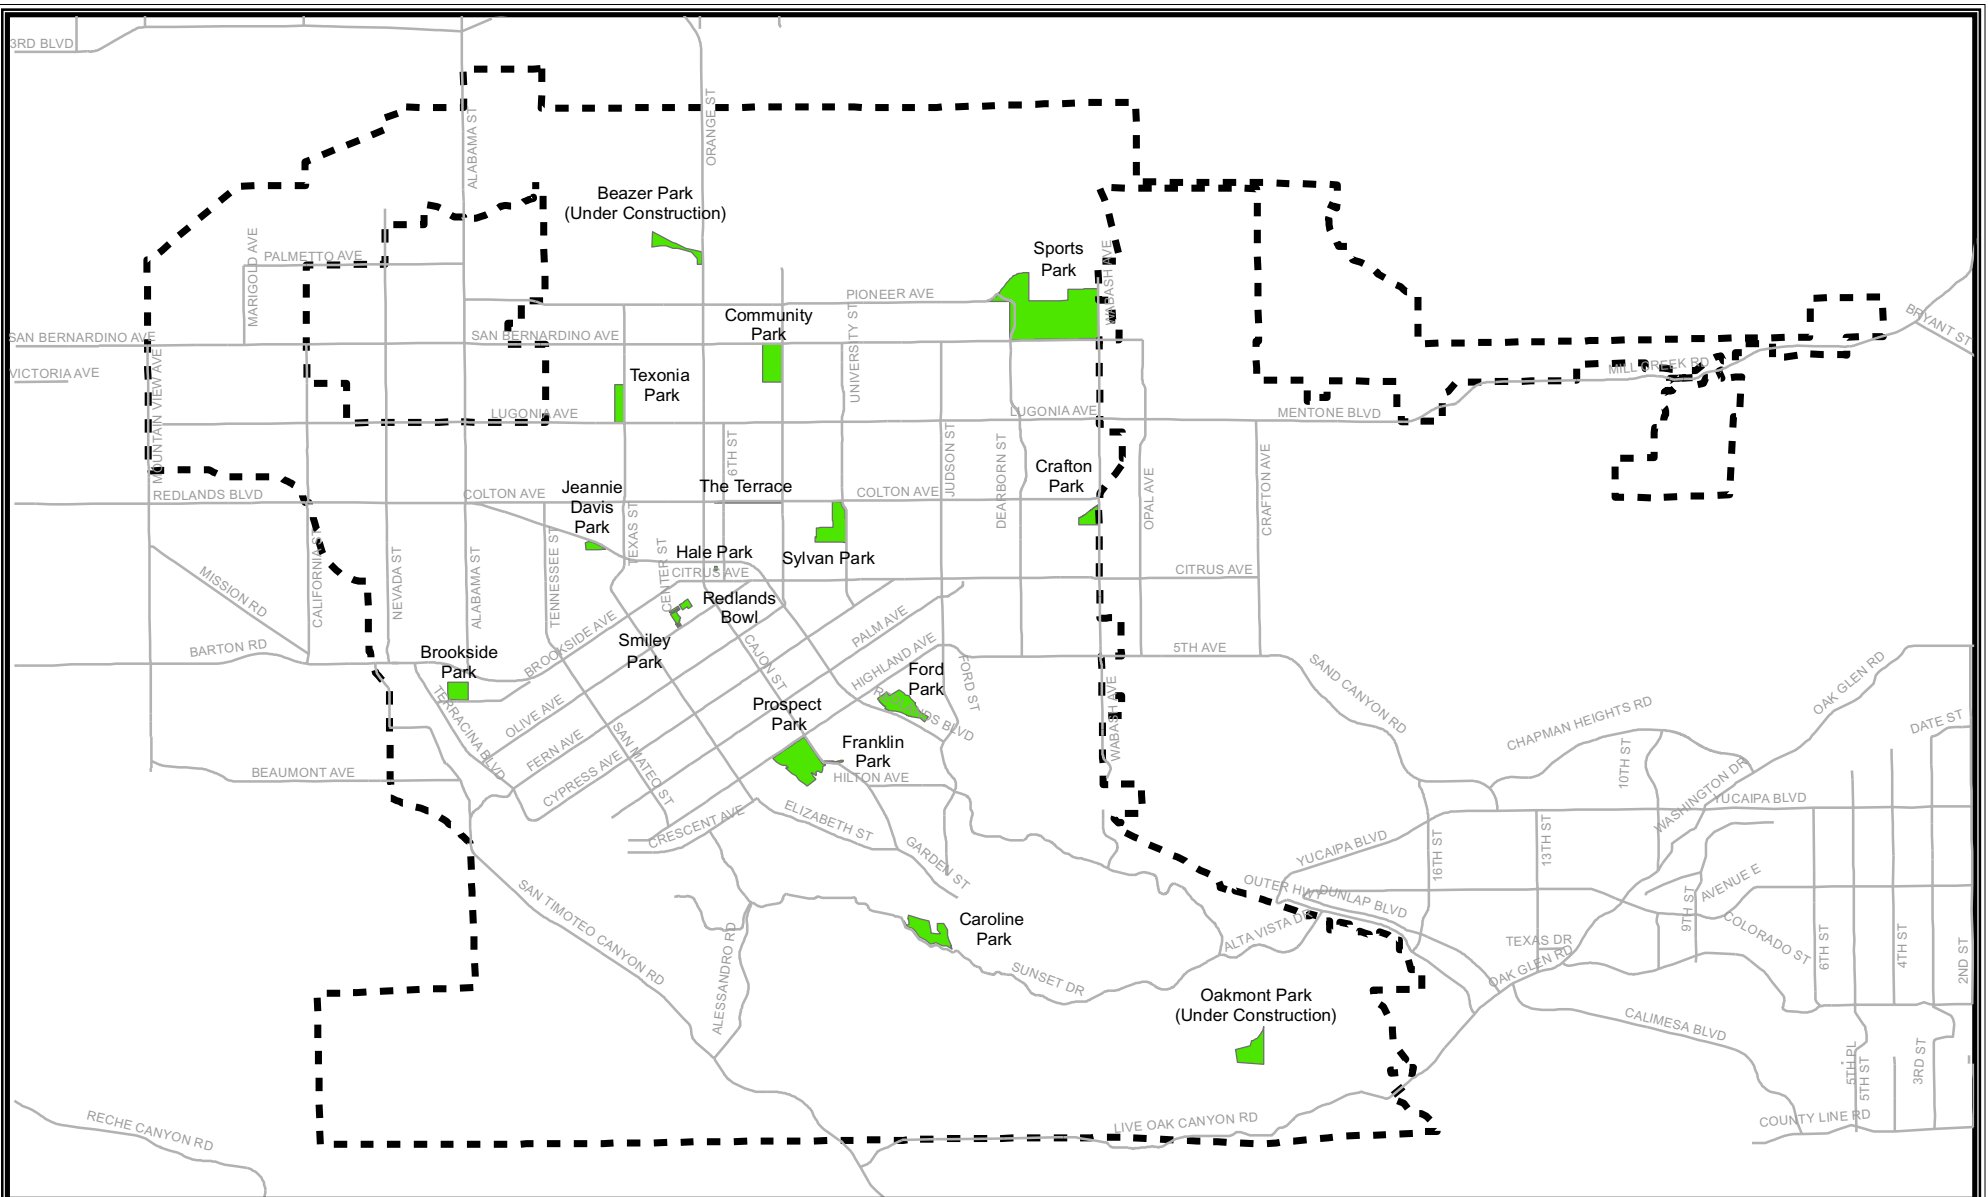 3RD BLVD
ALABAMA ST
ORANGE ST
Beazer Park
(Under Construction)
MARIGOLD AVE
PALMETTO AVE
Sports
Park
WABASH AVE
PIONEER AVE
Community
Park
UNIVERSITY ST
SAN BERNARDINO AVE
SAN BERNARDINO AVE
BRYANT ST
VICTORIA AVE
MOUNTAIN VIEW AVE
Texonia
Park
MILL CREEK RD
LUGONIA AVE
LUGONIA AVE
MENTONE BLVD
6TH ST
JUDSON ST
DEARBORN ST
Crafton
Park
OPAL AVE
CRAFTON AVE
REDLANDS BLVD
COLTON AVE
Jeannie
Davis
Park
The Terrace
COLTON AVE
TEXAS ST
CENTER ST
TENNESSEE ST
Hale Park
CITRUS AVE
Sylvan Park
CITRUS AVE
MISSION RD
CALIFORNIA ST
NEVADA ST
ALABAMA ST
Redlands
Bowl
Smiley
Park
BROOKSIDE AVE
CAJON ST
PALM AVE
HIGHLAND AVE
BARTON RD
Brookside
Park
5TH AVE
Ford
Park
FORD ST
REDLANDS BLVD
SAND CANYON RD
OAK GLEN RD
TERRACINA BLVD
OLIVE AVE
FERN AVE
CYPRESS AVE
SAN MATEO ST
Prospect
Park
Franklin
Park
HILTON AVE
WABASH AVE
CHAPMAN HEIGHTS RD
DATE ST
10TH ST
WASHINGTON DR
YUCAIPA BLVD
BEAUMONT AVE
CRESCENT AVE
ELIZABETH ST
GARDEN ST
YUCAIPA BLVD
16TH ST
13TH ST
OUTER HWY
DUNLAP BLVD
AVENUE E
9TH ST
COLORADO ST
SAN TIMOTEO CANYON RD
ALESSANDRO RD
Caroline
Park
SUNSET DR
ALTA VISTA DR
TEXAS DR
OAK GLEN RD
6TH ST
4TH ST
2ND ST
Oakmont Park
(Under Construction)
CALIMESA BLVD
5TH PL
5TH ST
3RD ST
RECHE CANYON RD
LIVE OAK CANYON RD
COUNTY LINE RD